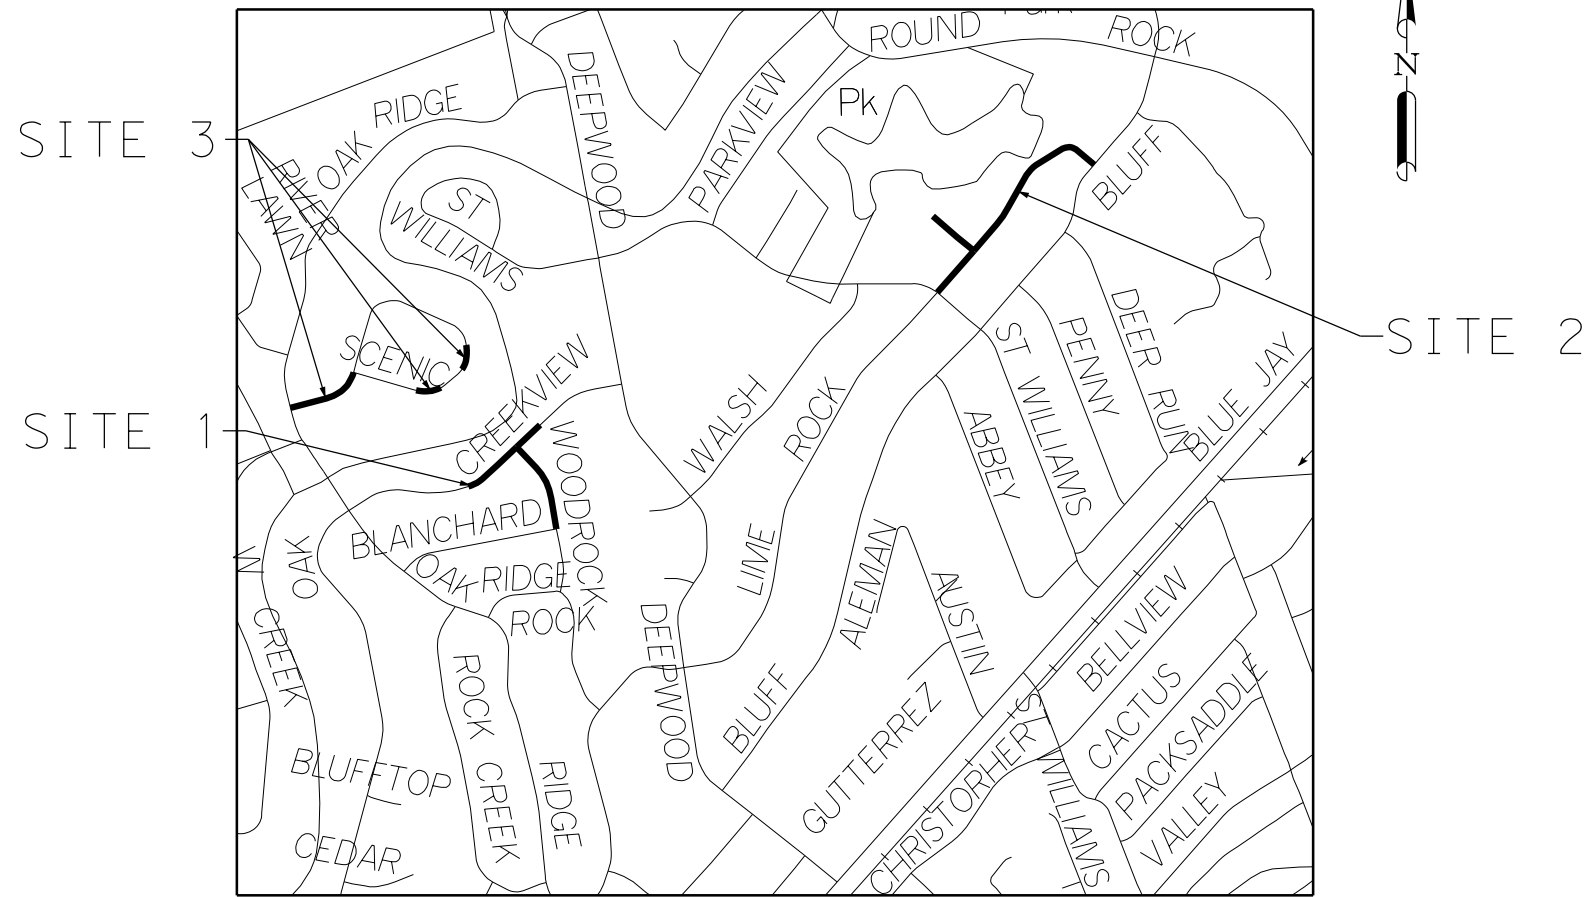 ROUND
ROCK
N
Pk
RIDGE
OAK
DEEPWOOD
PARKVIEW
SITE 3
RIVER
LAWN
BLUFF
ST
WILLIAMS
SITE 2
DEER RUN
PENNY
ST WILLIAMS
BLUE JAY
SCENIC
CREEKVIEW
WALSH
ROCK
ABBEY
SITE 1
WOODROCK
BLANCHARD
OAK
OAK RIDGE
ROCK
LIME
ALEMAN
AUSTIN
BELLVIEW
N
CREEK
DEEPWOOD
ROCK CREEK
BLUFF
GUTTERREZ
CACTUS
PACKSADDLE
CHRISTORHER'S
WILLIAMS
BLUFFTOP
RIDGE
VALLEY
CEDAR